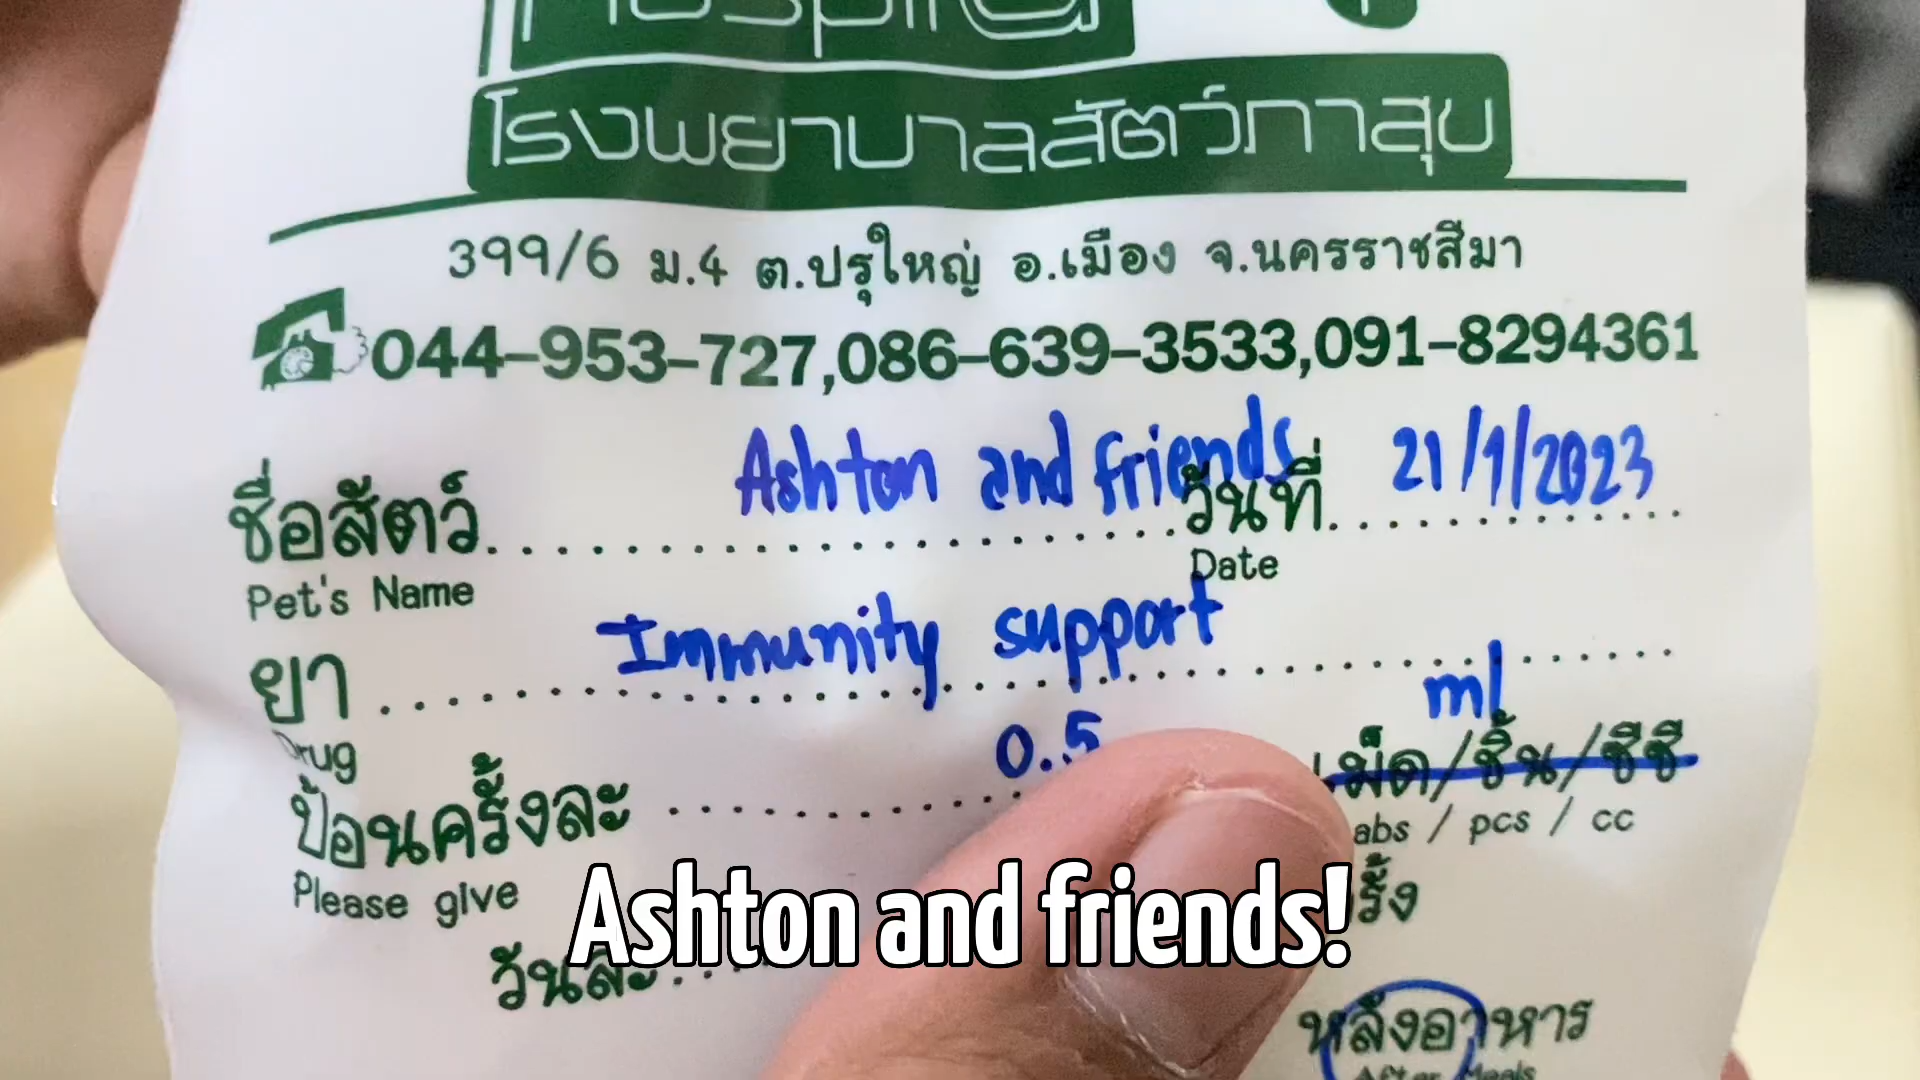 Hospital
โรงพยาบาลสัตว์ภาสุข
399/6 ม.4 ต.ปรุใหญ่ อ.เมือง จ.นครราชสีมา
044-953-727,086-639-3533,091-8294361
ชื่อสัตว์ Ashton and friends วันที่ 21/1/2023
Pet's Name Date
ยา Immunity support
Drug
ป้อนครั้งละ 0.5 ml เม็ด/ชิ้น/ซีซี
Please give abs / pcs / cc
Ashton and friends!
วันละ
หลังอาหาร
After Meals